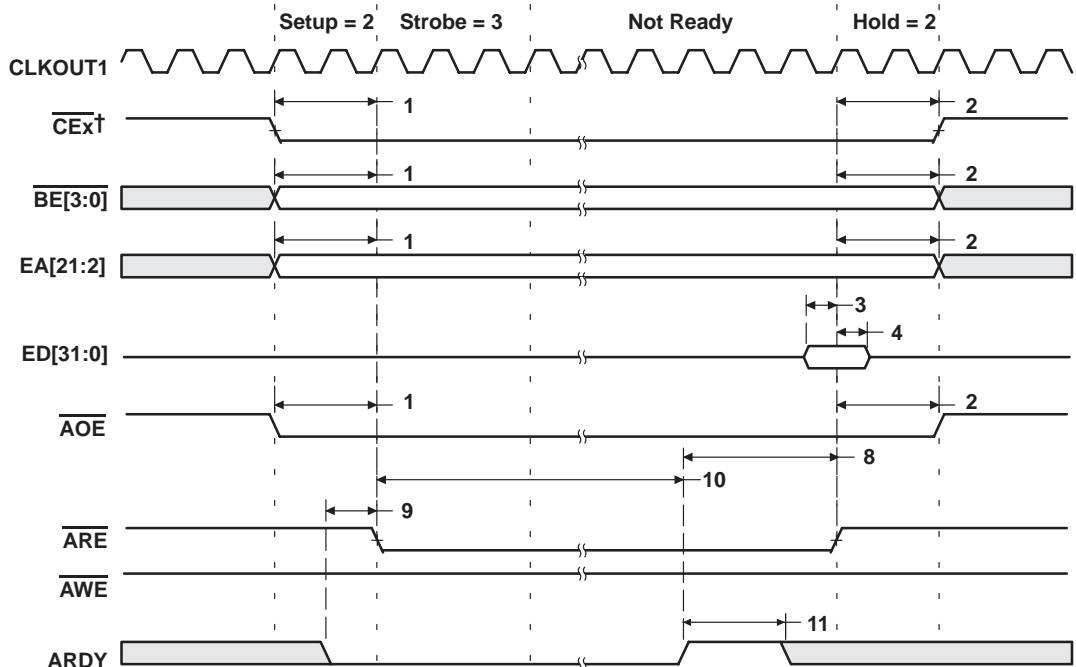 Setup = 2 Strobe = 3 Not Ready Hold = 2
CLKOUT1
1 2
CEx†
1 2
BE[3:0]
1 2
EA[21:2]
3
4
ED[31:0]
1 2
AOE
8
10
9
ARE
AWE
11
ARDY